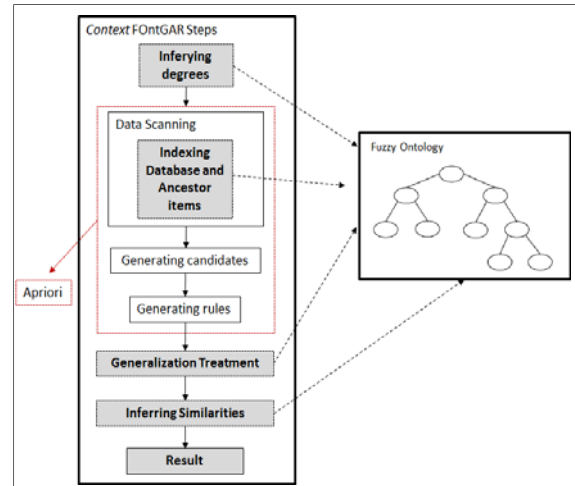 Context FOntGAR Steps
Inferying
degrees
Data Scanning
Indexing
Database and
Ancestor
items
Generating candidates
Generating rules
Apriori
Generalization Treatment
Inferring Similarities
Result
Fuzzy Ontology